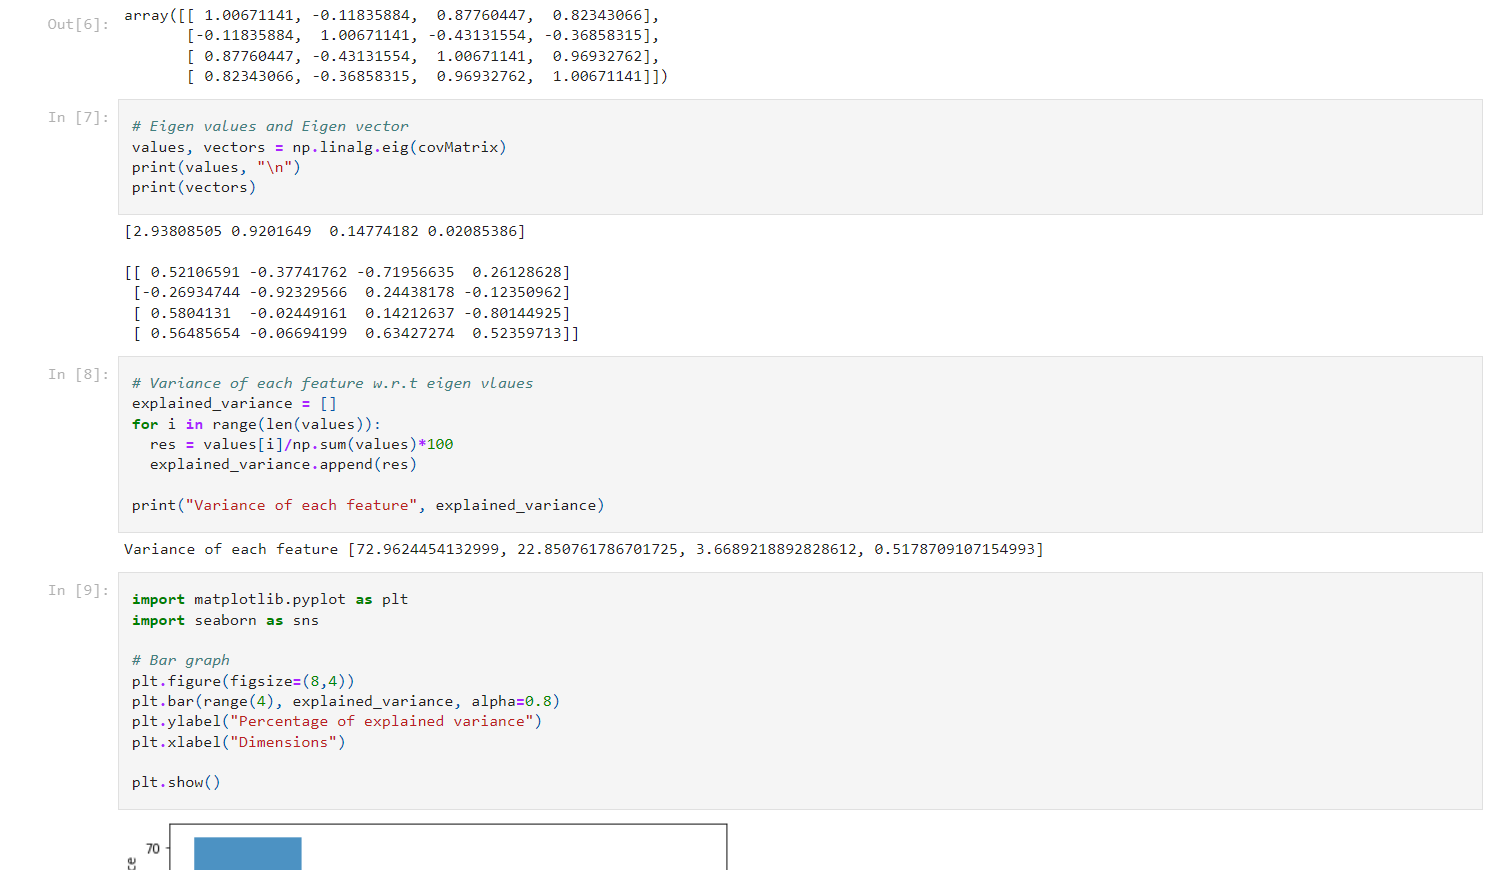 Out[6]: array([[ 1.00671141, -0.11835884,  0.87760447,  0.82343066],
       [-0.11835884,  1.00671141, -0.43131554, -0.36858315],
       [ 0.87760447, -0.43131554,  1.00671141,  0.96932762],
       [ 0.82343066, -0.36858315,  0.96932762,  1.00671141]])
In [7]:
# Eigen values and Eigen vector
values, vectors = np.linalg.eig(covMatrix)
print(values, "\n")
print(vectors)
[2.93808505 0.9201649  0.14774182 0.02085386]
[[ 0.52106591 -0.37741762 -0.71956635  0.26128628]
 [-0.26934744 -0.92329566  0.24438178 -0.12350962]
 [ 0.5804131  -0.02449161  0.14212637 -0.80144925]
 [ 0.56485654 -0.06694199  0.63427274  0.52359713]]
In [8]:
# Variance of each feature w.r.t eigen vlaues
explained_variance = []
for i in range(len(values)):
  res = values[i]/np.sum(values)*100
  explained_variance.append(res)
print("Variance of each feature", explained_variance)
Variance of each feature [72.9624454132999, 22.850761786701725, 3.6689218892828612, 0.5178709107154993]
In [9]:
import matplotlib.pyplot as plt
import seaborn as sns
# Bar graph
plt.figure(figsize=(8,4))
plt.bar(range(4), explained_variance, alpha=0.8)
plt.ylabel("Percentage of explained variance")
plt.xlabel("Dimensions")
plt.show()
70